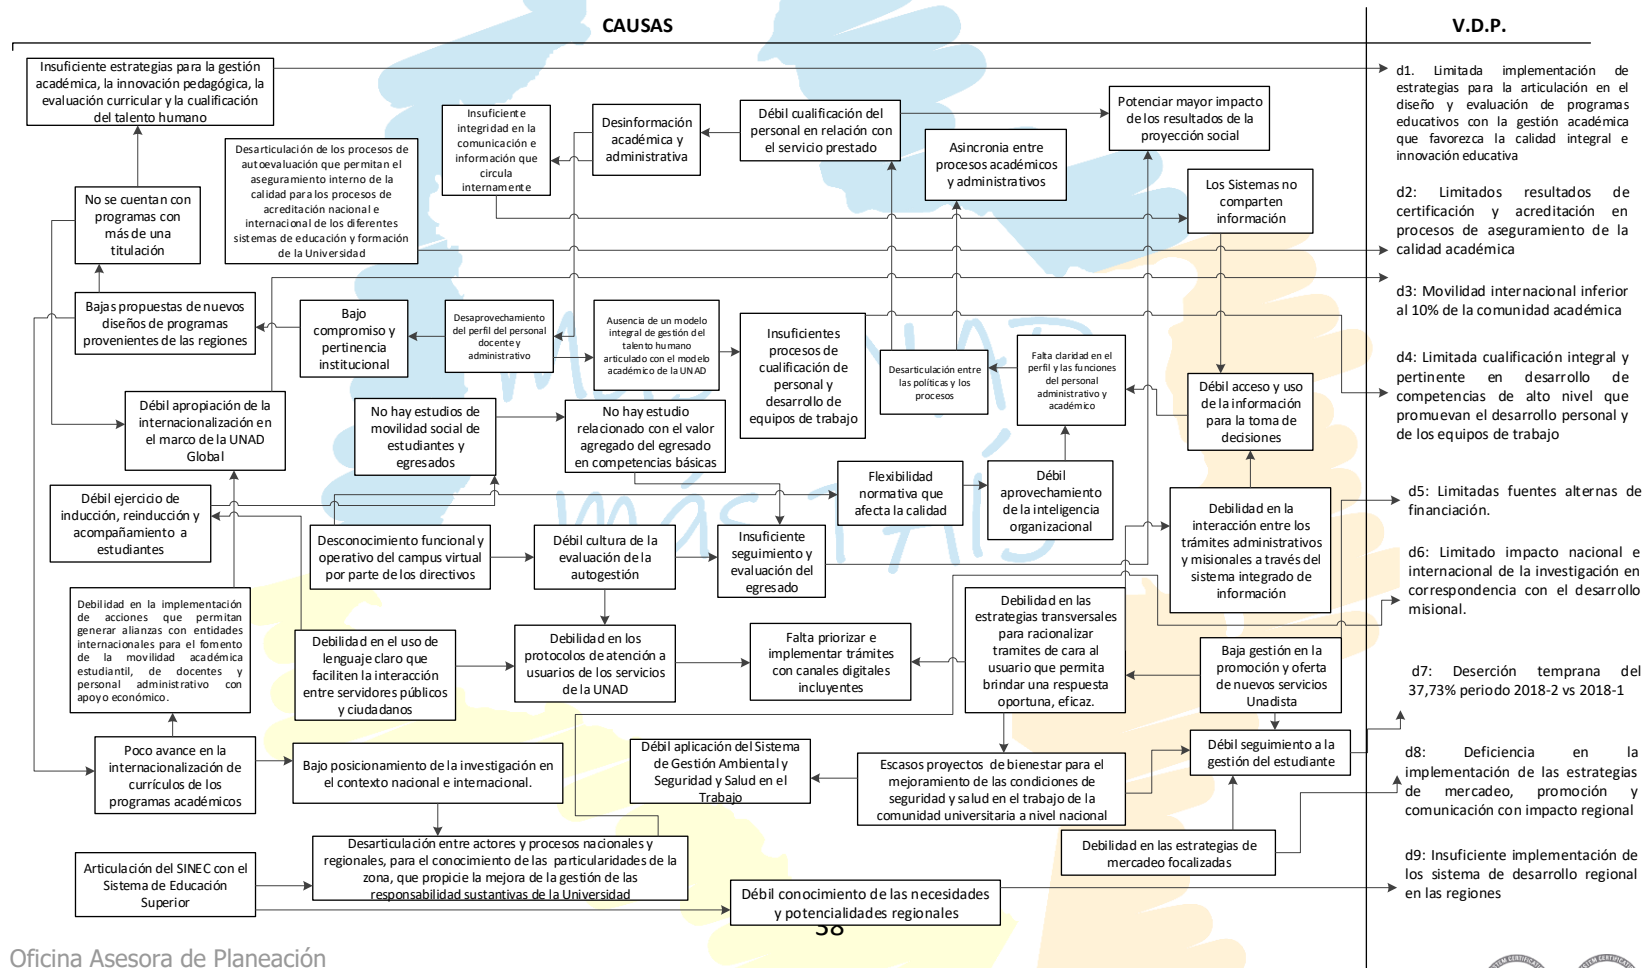 CAUSAS
V.D.P.
Insuficiente estrategias para la gestión
académica, la innovación pedagógica, la
evaluación curricular y la cualificación
del talento humano
Desarticulación de los procesos de
autoevaluación que permitan el
aseguramiento interno de la
calidad para los procesos de
acreditación nacional e
internacional de los diferentes
sistemas de educación y formación
de la Universidad
Insuficiente
integridad en la
comunicación e
información que
circula
internamente
Desinformación
académica y
administrativa
Débil cualificación del
personal en relación con
el servicio prestado
Asincronia entre
procesos académicos
y administrativos
Potenciar mayor impacto
de los resultados de la
proyección social
Los Sistemas no
comparten
información
No se cuentan con
programas con
más de una
titulación
Bajas propuestas de nuevos
diseños de programas
provenientes de las regiones
Bajo
compromiso y
pertinencia
institucional
Desaprovechamiento
del perfil del personal
docente y
administrativo
Ausencia de un modelo
integral de gestión del
talento humano
articulado con el modelo
académico de la UNAD
Insuficientes
procesos de
cualificación de
personal y
desarrollo de
equipos de trabajo
Desarticulación entre
las políticas y los
procesos
Falta claridad en el
perfil y las funciones
del personal
administrativo y
académico
Débil acceso y uso
de la información
para la toma de
decisiones
Débil apropiación de la
internacionalización en
el marco de la UNAD
Global
No hay estudios de
movilidad social de
estudiantes y
egresados
No hay estudio
relacionado con el valor
agregado del egresado
en competencias básicas
Flexibilidad
normativa que
afecta la calidad
Débil
aprovechamiento
de la inteligencia
organizacional
Debilidad en la
interacción entre los
trámites administrativos
y misionales a través del
sistema integrado de
información
Débil ejercicio de
inducción, reinducción y
acompañamiento a
estudiantes
Desconocimiento funcional y
operativo del campus virtual
por parte de los directivos
Débil cultura de la
evaluación de la
autogestión
Insuficiente
seguimiento y
evaluación del
egresado
Debilidad en la implementación
de acciones que permitan
generar alianzas con entidades
internacionales para el fomento
de la movilidad académica
estudiantil, de docentes y
personal administrativo con
apoyo económico.
Debilidad en el uso de
lenguaje claro que
faciliten la interacción
entre servidores públicos
y ciudadanos
Debilidad en los
protocolos de atención a
usuarios de los servicios
de la UNAD
Falta priorizar e
implementar trámites
con canales digitales
incluyentes
Debilidad en las
estrategias transversales
para racionalizar
tramites de cara al
usuario que permita
brindar una respuesta
oportuna, eficaz.
Baja gestión en la
promoción y oferta
de nuevos servicios
Unadista
Poco avance en la
internacionalización de
currículos de los
programas académicos
Bajo posicionamiento de la investigación en
el contexto nacional e internacional.
Débil aplicación del Sistema
de Gestión Ambiental y
Seguridad y Salud en el
Trabajo
Escasos proyectos de bienestar para el
mejoramiento de las condiciones de
seguridad y salud en el trabajo de la
comunidad universitaria a nivel nacional
Débil seguimiento a la
gestión del estudiante
Debilidad en las estrategias de
mercadeo focalizadas
Desarticulación entre actores y procesos nacionales y
regionales, para el conocimiento de las particularidades de la
zona, que propicie la mejora de la gestión de las
responsabilidad sustantivas de la Universidad
Articulación del SINEC con el
Sistema de Educación
Superior
Débil conocimiento de las necesidades
y potencialidades regionales
d1. Limitada implementación de
estrategias para la articulación en el
diseño y evaluación de programas
educativos con la gestión académica
que favorezca la calidad integral e
innovación educativa
d2: Limitados resultados de
certificación y acreditación en
procesos de aseguramiento de la
calidad académica
d3: Movilidad internacional inferior
al 10% de la comunidad académica
d4: Limitada cualificación integral y
pertinente en desarrollo de
competencias de alto nivel que
promuevan el desarrollo personal y
de los equipos de trabajo
d5: Limitadas fuentes alternas de
financiación.
d6: Limitado impacto nacional e
internacional de la investigación en
correspondencia con el desarrollo
misional.
d7: Deserción temprana del
37,73% periodo 2018-2 vs 2018-1
d8: Deficiencia en la
implementación de las estrategias
de mercadeo, promoción y
comunicación con impacto regional
d9: Insuficiente implementación de
los sistema de desarrollo regional
en las regiones
Oficina Asesora de Planeación